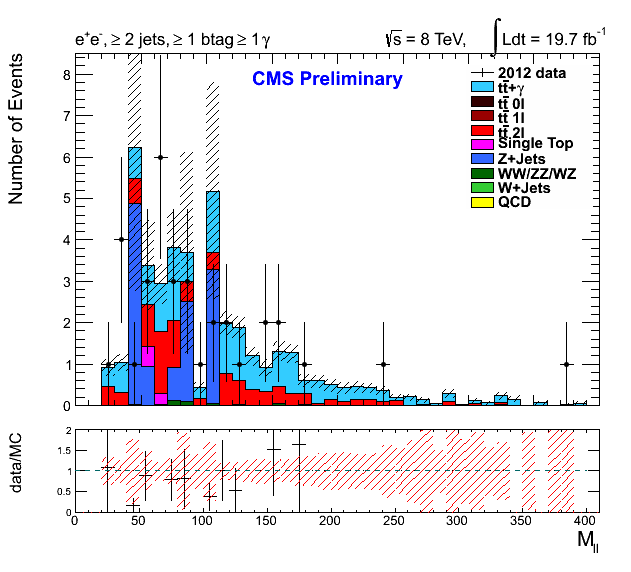 e⁺e⁻, ≥ 2 jets, ≥ 1 btag ≥ 1 γ
√s = 8 TeV, ∫ Ldt = 19.7 fb⁻¹
Number of Events
CMS Preliminary
2012 data
tt̄+γ
tt̄ 0l
tt̄ 1l
tt̄ 2l
Single Top
Z+Jets
WW/ZZ/WZ
W+Jets
QCD
8
7
6
5
4
3
2
1
0
data/MC
2
1.5
1
0.5
0
0 50 100 150 200 250 300 350 400
M_ll